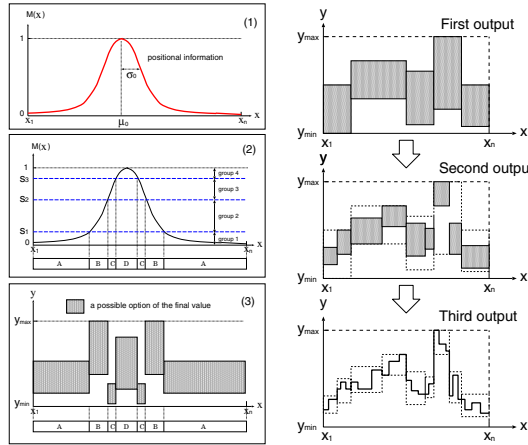 M(x)
(1)
1
positional information
σ₀
0
x₁
μ₀
xₙ
x
M(x)
(2)
1
group 4
S₃
group 3
S₂
group 2
S₁
group 1
0
x₁
xₙ
x
A B C D C B A
y
(3)
a possible option of the final value
yₘₐₓ
yₘᵢₙ
x₁
xₙ
x
A B C D C B A
First output
y
yₘₐₓ
yₘᵢₙ
x₁
xₙ
x
Second output
y
yₘₐₓ
yₘᵢₙ
x₁
xₙ
x
Third output
y
yₘₐₓ
yₘᵢₙ
x₁
xₙ
x